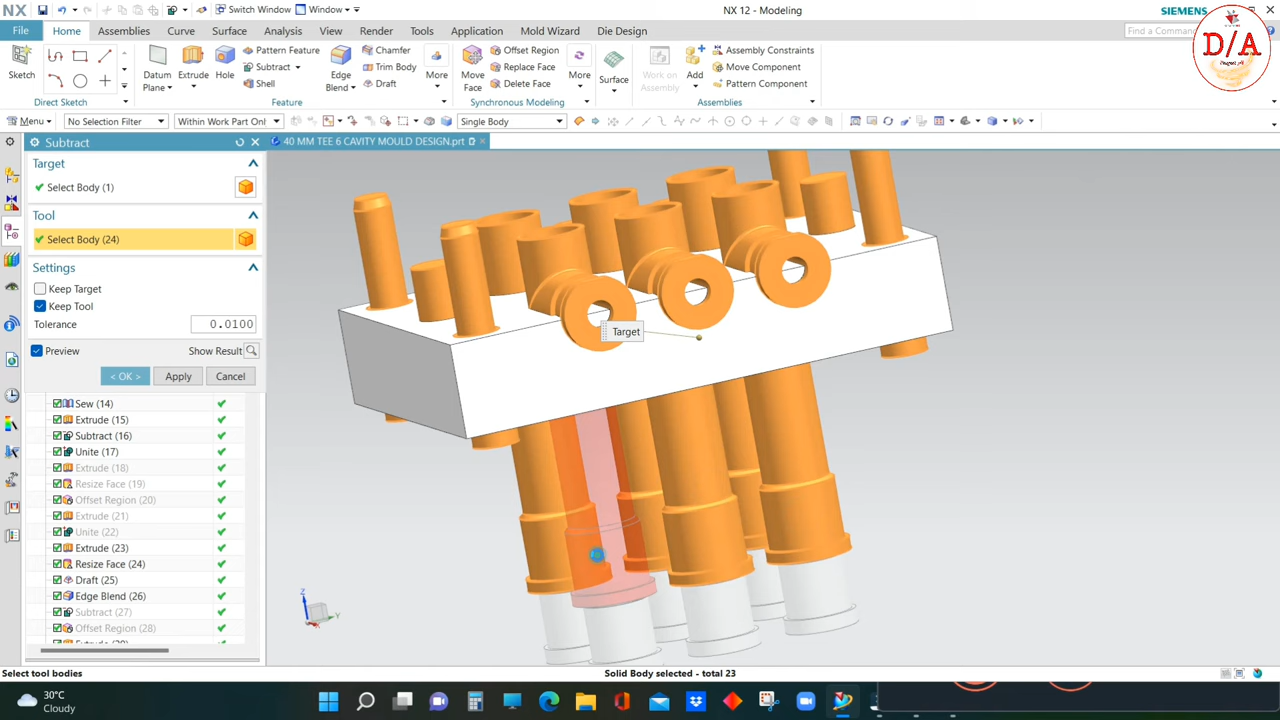 NX
Switch Window
Window
NX 12 - Modeling
SIEMENS
File
Home
Assemblies
Curve
Surface
Analysis
View
Render
Tools
Application
Mold Wizard
Die Design
Find a Command
D/A
Sketch
Direct Sketch
Datum Plane
Extrude
Hole
Pattern Feature
Subtract
Shell
Edge Blend
Chamfer
Trim Body
Draft
More
Feature
Move Face
Offset Region
Replace Face
Delete Face
More
Synchronous Modeling
Surface
Work on Assembly
Add
Assembly Constraints
Move Component
Pattern Component
Assemblies
Menu
No Selection Filter
Within Work Part Onl
Single Body
Subtract
40 MM TEE 6 CAVITY MOULD DESIGN.prt
Target
Select Body (1)
Tool
Select Body (24)
Settings
Keep Target
Keep Tool
Tolerance
0.0100
Preview
Show Result
< OK >
Apply
Cancel
Sew (14)
Extrude (15)
Subtract (16)
Unite (17)
Extrude (18)
Resize Face (19)
Offset Region (20)
Extrude (21)
Unite (22)
Extrude (23)
Resize Face (24)
Draft (25)
Edge Blend (26)
Subtract (27)
Offset Region (28)
Target
Z
Y
Select tool bodies
Solid Body selected - total 23
30°C
Cloudy